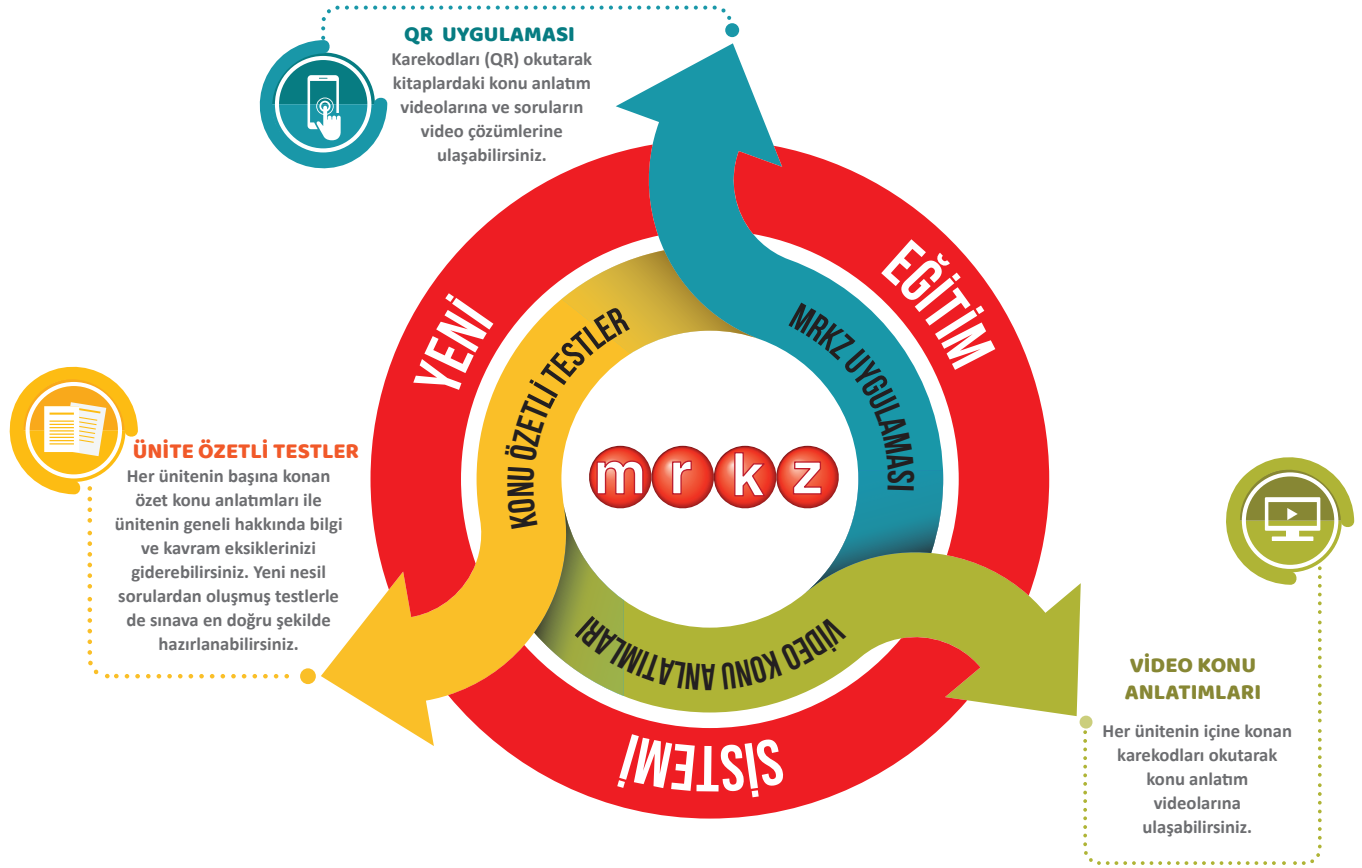 QR UYGULAMASI
Karekodları (QR) okutarak
kitaplardaki konu anlatım
videolarına ve soruların
video çözümlerine
ulaşabilirsiniz.
YENİ
EĞİTİM
SİSTEMİ
KONU ÖZETLİ TESTLER
MRKZ UYGULAMASI
VİDEO KONU ANLATIMLARI
mrkz
ÜNİTE ÖZETLİ TESTLER
Her ünitenin başına konan
özet konu anlatımları ile
ünitenin geneli hakkında bilgi
ve kavram eksiklerinizi
giderebilirsiniz. Yeni nesil
sorulardan oluşmuş testlerle
de sınava en doğru şekilde
hazırlanabilirsiniz.
VİDEO KONU
ANLATIMLARI
Her ünitenin içine konan
karekodları okutarak
konu anlatım
videolarına
ulaşabilirsiniz.